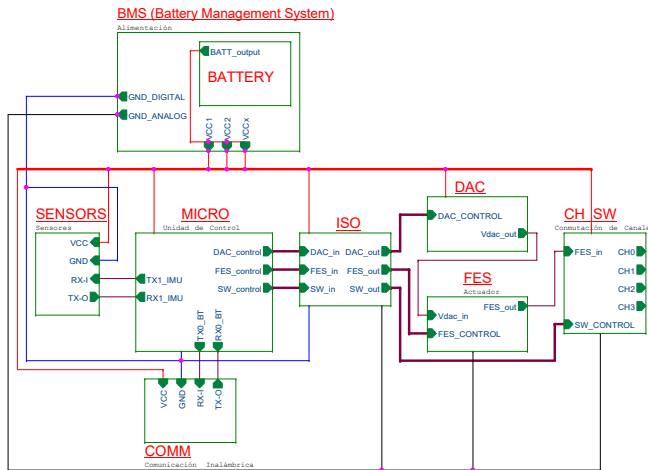 BMS (Battery Management System)
Alimentación
BATT_output
BATTERY
GND_DIGITAL
GND_ANALOG
VCC1
VCC2
VCCx
SENSORS
Sensores
VCC
GND
RX-I
TX-O
MICRO
Unidad de Control
TX1_IMU
RX1_IMU
DAC_control
FES_control
SW_control
TX0_BT
RX0_BT
ISO
DAC_in
FES_in
SW_in
DAC_out
FES_out
SW_out
DAC
DAC_CONTROL
Vdac_out
FES
Actuador
FES_out
Vdac_in
FES_CONTROL
CH_SW
Conmutación de Canale
FES_in
CH0
CH1
CH2
CH3
SW_CONTROL
VCC
GND
RX-I
TX-O
COMM
Comunicación Inalámbrica